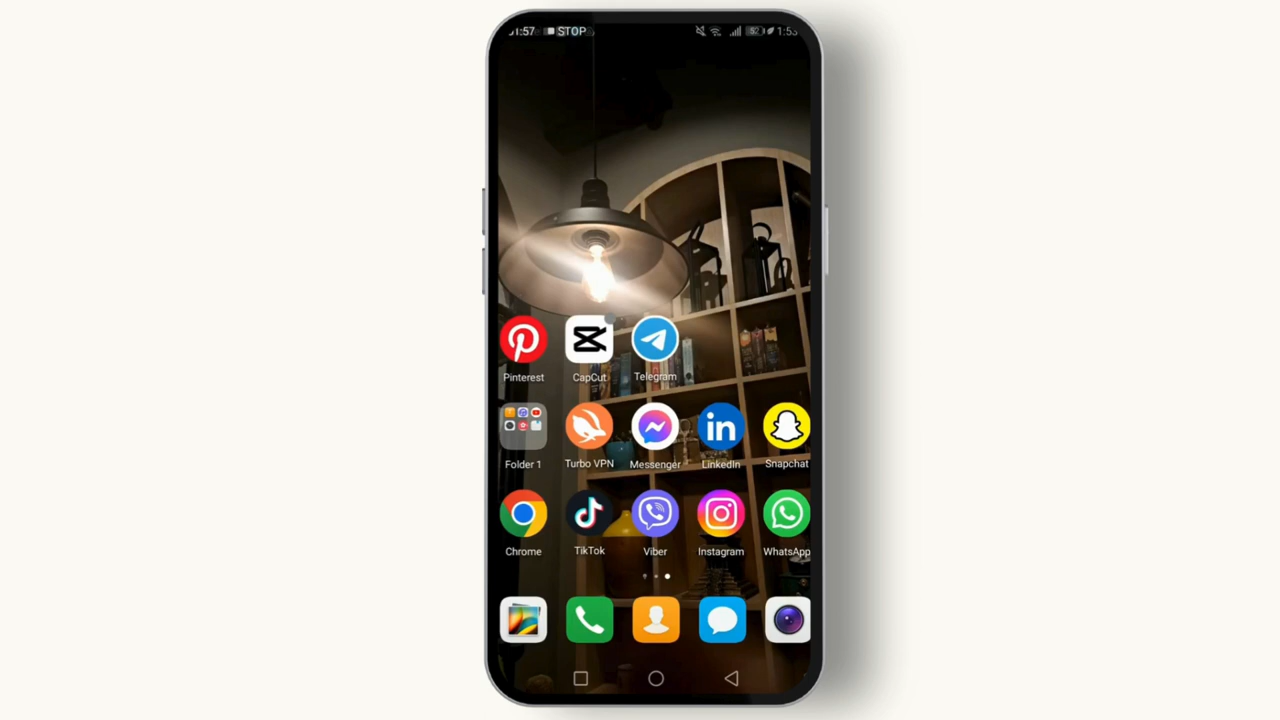 1:57 STOP 52 1:53
Pinterest CapCut Telegram
Folder 1 Turbo VPN Messenger LinkedIn Snapchat
Chrome TikTok Viber Instagram WhatsApp